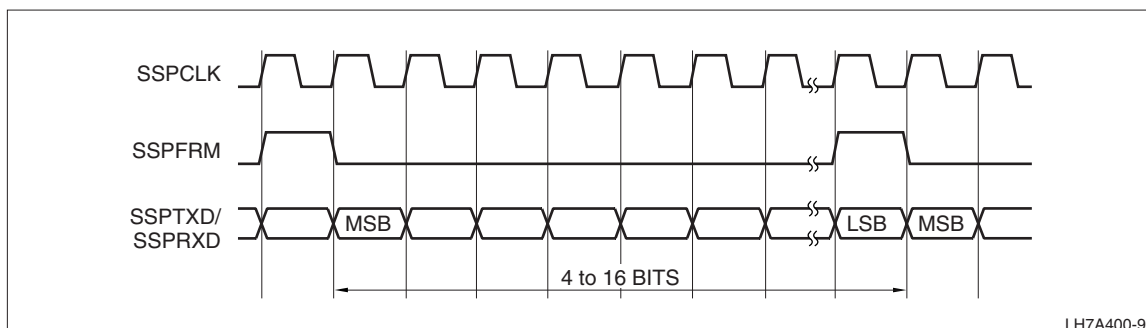 SSPCLK
SSPFRM
SSPTXD/
SSPRXD
MSB
LSB
MSB
4 to 16 BITS
LH7A400-9